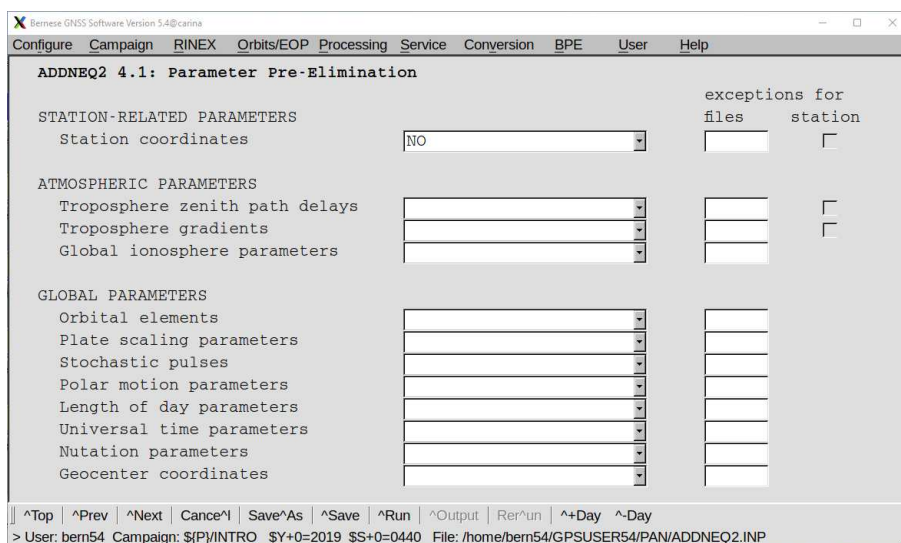 Bernese GNSS Software Version 5.4@carina
Configure Campaign RINEX Orbits/EOP Processing Service Conversion BPE User Help
ADDNEQ2 4.1: Parameter Pre-Elimination
exceptions for
STATION-RELATED PARAMETERS files station
Station coordinates NO
ATMOSPHERIC PARAMETERS
Troposphere zenith path delays
Troposphere gradients
Global ionosphere parameters
GLOBAL PARAMETERS
Orbital elements
Plate scaling parameters
Stochastic pulses
Polar motion parameters
Length of day parameters
Universal time parameters
Nutation parameters
Geocenter coordinates
^Top | ^Prev | ^Next | Cance^l | Save^As | ^Save | ^Run | ^Output | Rer^un | ^+Day ^-Day
> User: bern54 Campaign: ${P}/INTRO $Y+0=2019 $S+0=0440 File: /home/bern54/GPSUSER54/PAN/ADDNEQ2.INP